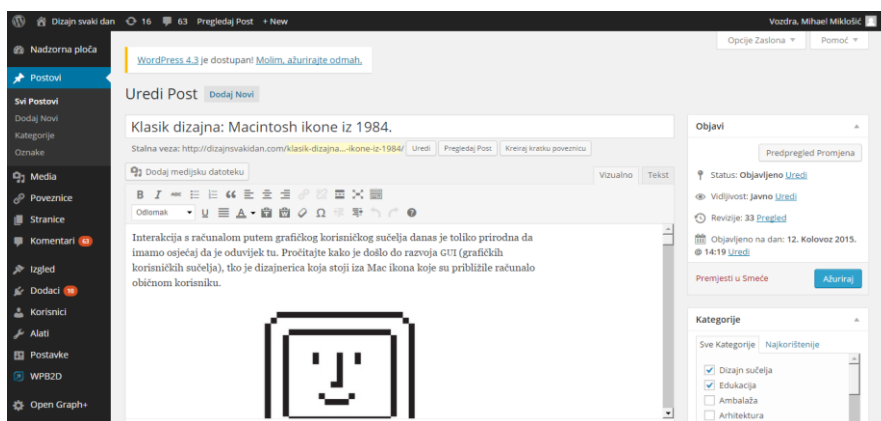 Dizajn svaki dan 16 63 Pregledaj Post + New Vozdra, Mihael Miklošić
Opcije Zaslona Pomoć
Nadzorna ploča
Postovi
Svi Postovi
Dodaj Novi
Kategorije
Oznake
Media
Poveznice
Stranice
Komentari 63
Izgled
Dodaci 10
Korisnici
Alati
Postavke
WPB2D
Open Graph+
WordPress 4.3 je dostupan! Molim, ažurirajte odmah.
Uredi Post Dodaj Novi
Klasik dizajna: Macintosh ikone iz 1984.
Stalna veza: http://dizajnsvakidan.com/klasik-dizajna...-ikone-iz-1984/ Uredi Pregledaj Post Kreiraj kratku poveznicu
Dodaj medijsku datoteku Vizualno Tekst
B I ABC
Odlomak U A Ω
Interakcija s računalom putem grafičkog korisničkog sučelja danas je toliko prirodna da
imamo osjećaj da je oduvijek tu. Pročitajte kako je došlo do razvoja GUI (grafičkih
korisničkih sučelja), tko je dizajnerica koja stoji iza Mac ikona koje su približile računalo
običnom korisniku.
Objavi
Predpregled Promjena
Status: Objavljeno Uredi
Vidljivost: Javno Uredi
Revizije: 33 Pregled
Objavljeno na dan: 12. Kolovoz 2015.
@ 14:19 Uredi
Premjesti u Smeće Ažuriraj
Kategorije
Sve Kategorije Najkorištenije
Dizajn sučelja
Edukacija
Ambalaža
Arhitektura